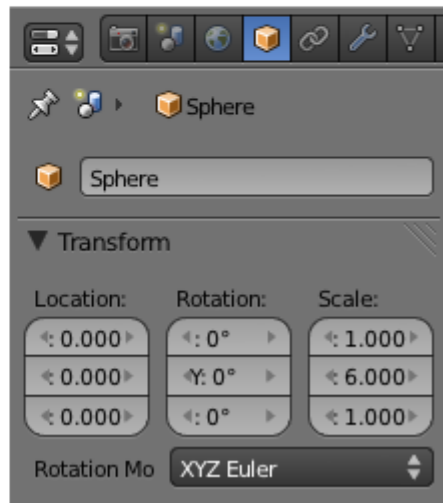 Sphere
Sphere
Transform
Location: Rotation: Scale:
: 0.000 : 0° : 1.000
: 0.000 Y: 0° : 6.000
: 0.000 : 0° : 1.000
Rotation Mo XYZ Euler